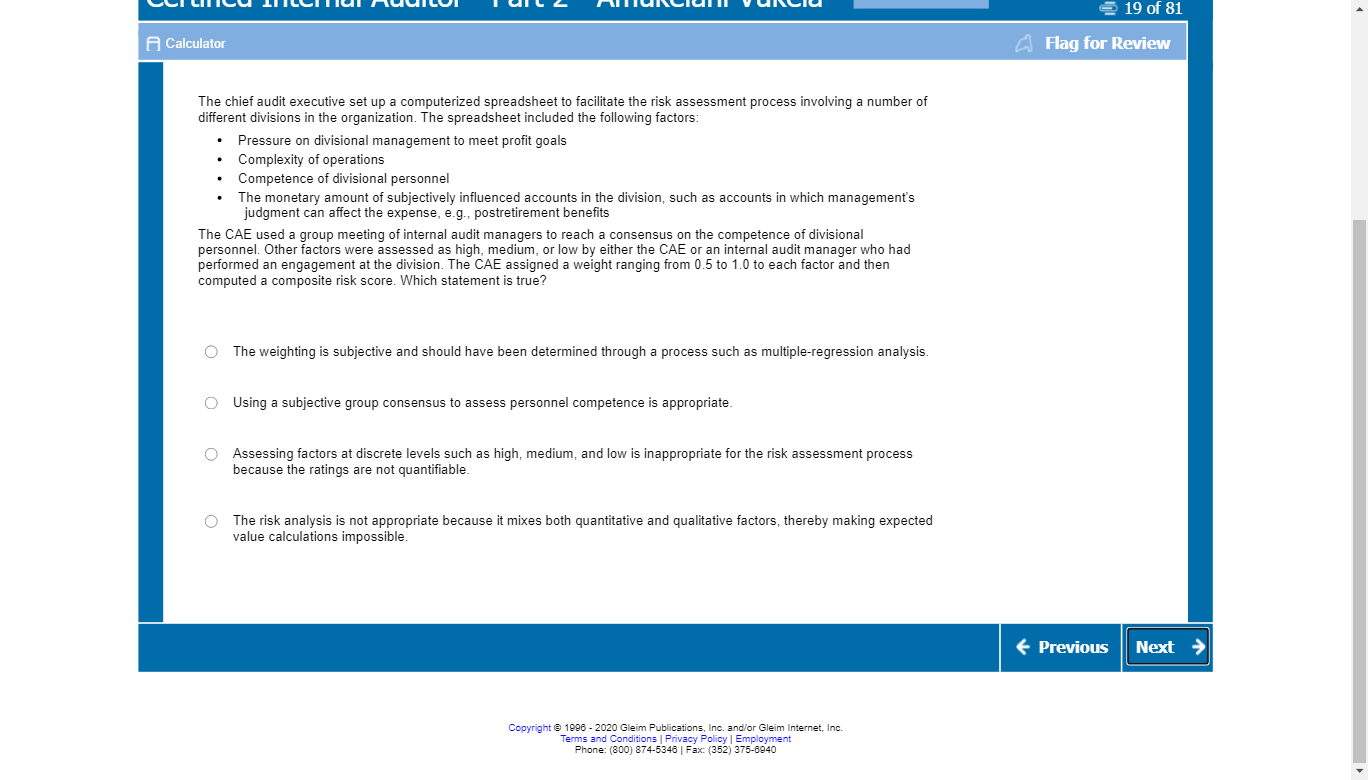 Certified Internal Auditor - Part 2 - Amukelani Vukela
19 of 81
Calculator
Flag for Review
The chief audit executive set up a computerized spreadsheet to facilitate the risk assessment process involving a number of
different divisions in the organization. The spreadsheet included the following factors:
• Pressure on divisional management to meet profit goals
• Complexity of operations
• Competence of divisional personnel
• The monetary amount of subjectively influenced accounts in the division, such as accounts in which management's
judgment can affect the expense, e.g., postretirement benefits
The CAE used a group meeting of internal audit managers to reach a consensus on the competence of divisional
personnel. Other factors were assessed as high, medium, or low by either the CAE or an internal audit manager who had
performed an engagement at the division. The CAE assigned a weight ranging from 0.5 to 1.0 to each factor and then
computed a composite risk score. Which statement is true?
The weighting is subjective and should have been determined through a process such as multiple-regression analysis.
Using a subjective group consensus to assess personnel competence is appropriate.
Assessing factors at discrete levels such as high, medium, and low is inappropriate for the risk assessment process
because the ratings are not quantifiable.
The risk analysis is not appropriate because it mixes both quantitative and qualitative factors, thereby making expected
value calculations impossible.
Previous
Next
Copyright © 1996 - 2020 Gleim Publications, Inc. and/or Gleim Internet, Inc.
Terms and Conditions | Privacy Policy | Employment
Phone: (800) 874-5346 | Fax: (352) 375-6940